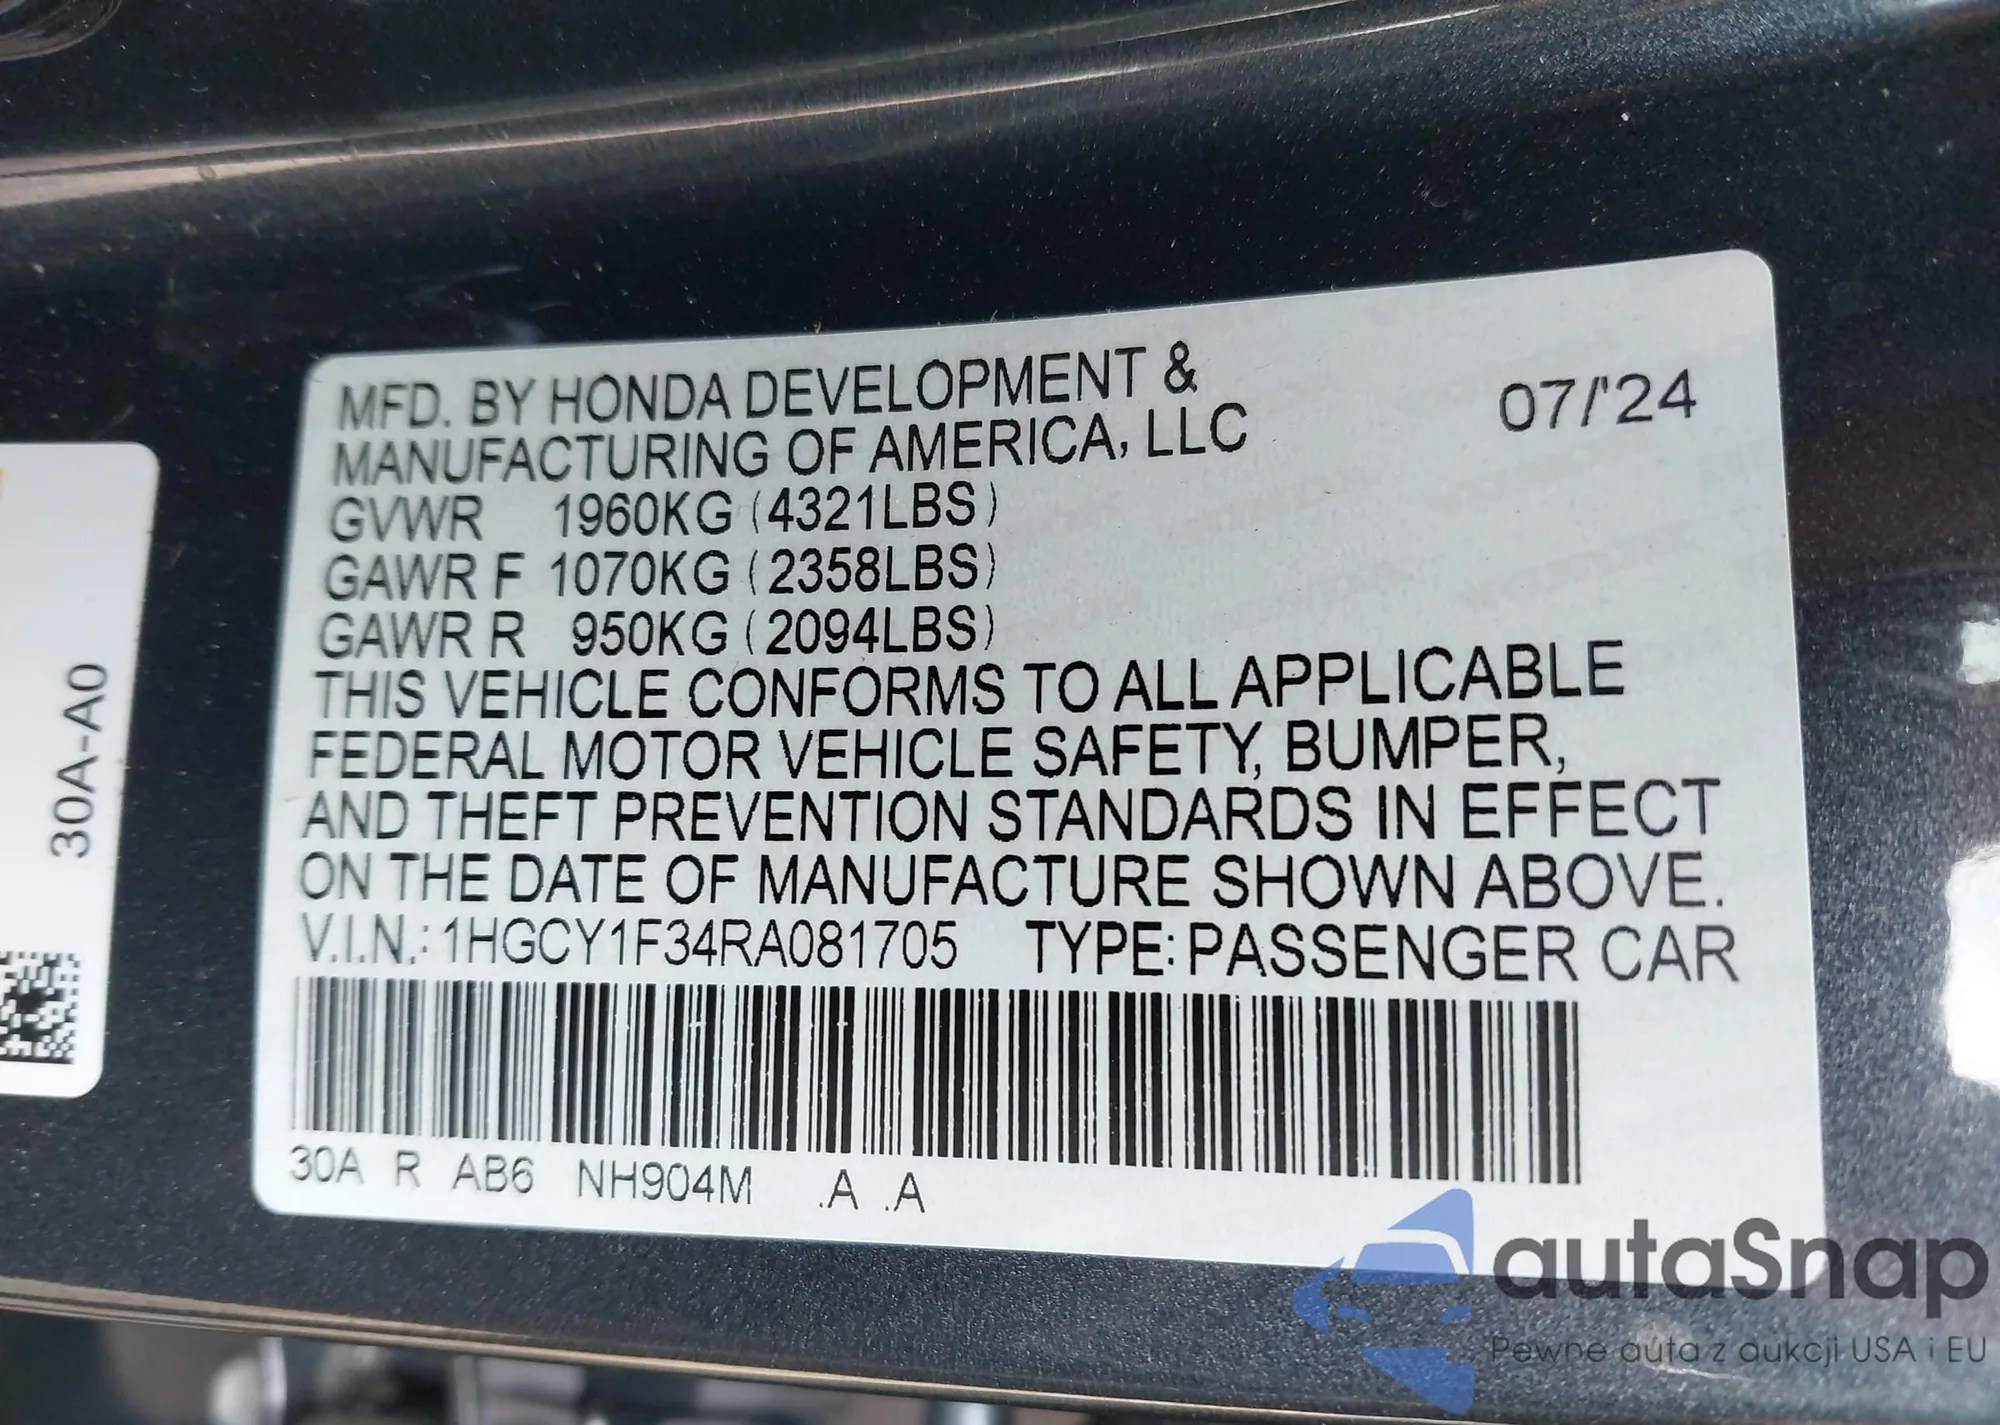 MFD. BY HONDA DEVELOPMENT &
MANUFACTURING OF AMERICA, LLC
07/'24
GVWR 1960KG (4321LBS)
GAWR F 1070KG (2358LBS)
GAWR R 950KG (2094LBS)
THIS VEHICLE CONFORMS TO ALL APPLICABLE
FEDERAL MOTOR VEHICLE SAFETY, BUMPER,
AND THEFT PREVENTION STANDARDS IN EFFECT
ON THE DATE OF MANUFACTURE SHOWN ABOVE.
V.I.N.: 1HGCY1F34RA081705 TYPE: PASSENGER CAR
30A R AB6 NH904M .A .A
30A-A0
autaSnap
Pewne auta z aukcji USA i EU